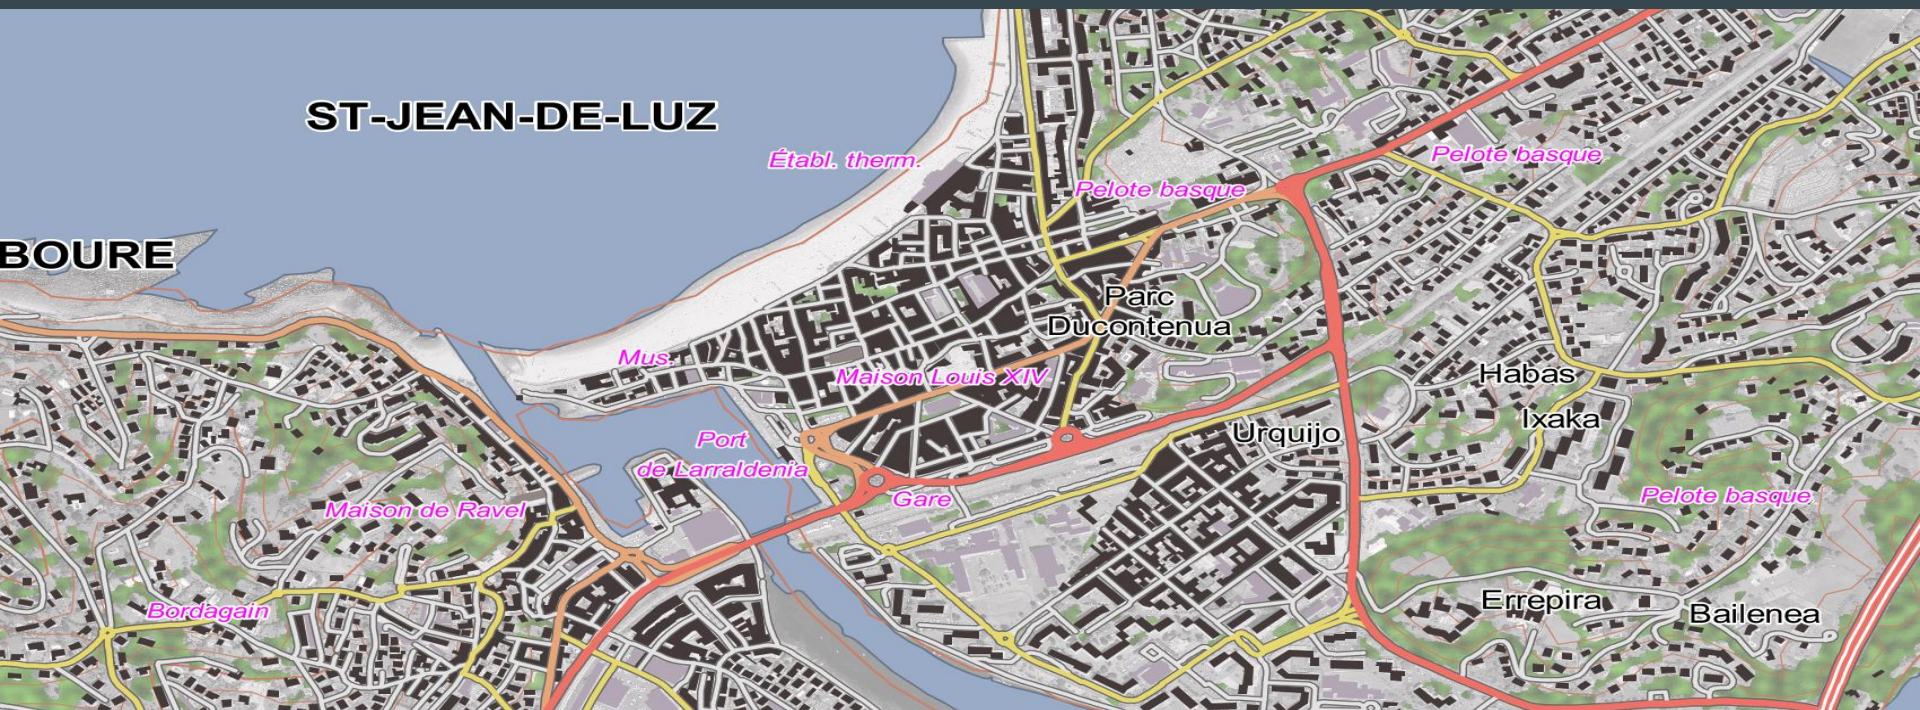 ST-JEAN-DE-LUZ
Établ. therm.
Pelote basque
Pelote basque
BOURE
Parc
Ducontenua
Mus.
Maison Louis XIV
Habas
Ixaka
Urquijo
Port
de Larraldenia
Gare
Maison de Ravel
Pelote basque
Bordagain
Errepira
Bailenea